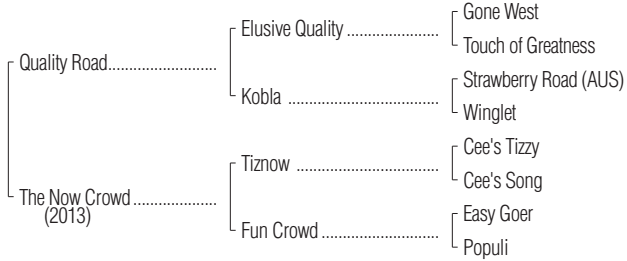 Gone West
Elusive Quality
Touch of Greatness
Quality Road
Strawberry Road (AUS)
Kobla
Winglet
Cee's Tizzy
Tiznow
Cee's Song
The Now Crowd
(2013)
Easy Goer
Fun Crowd
Populi